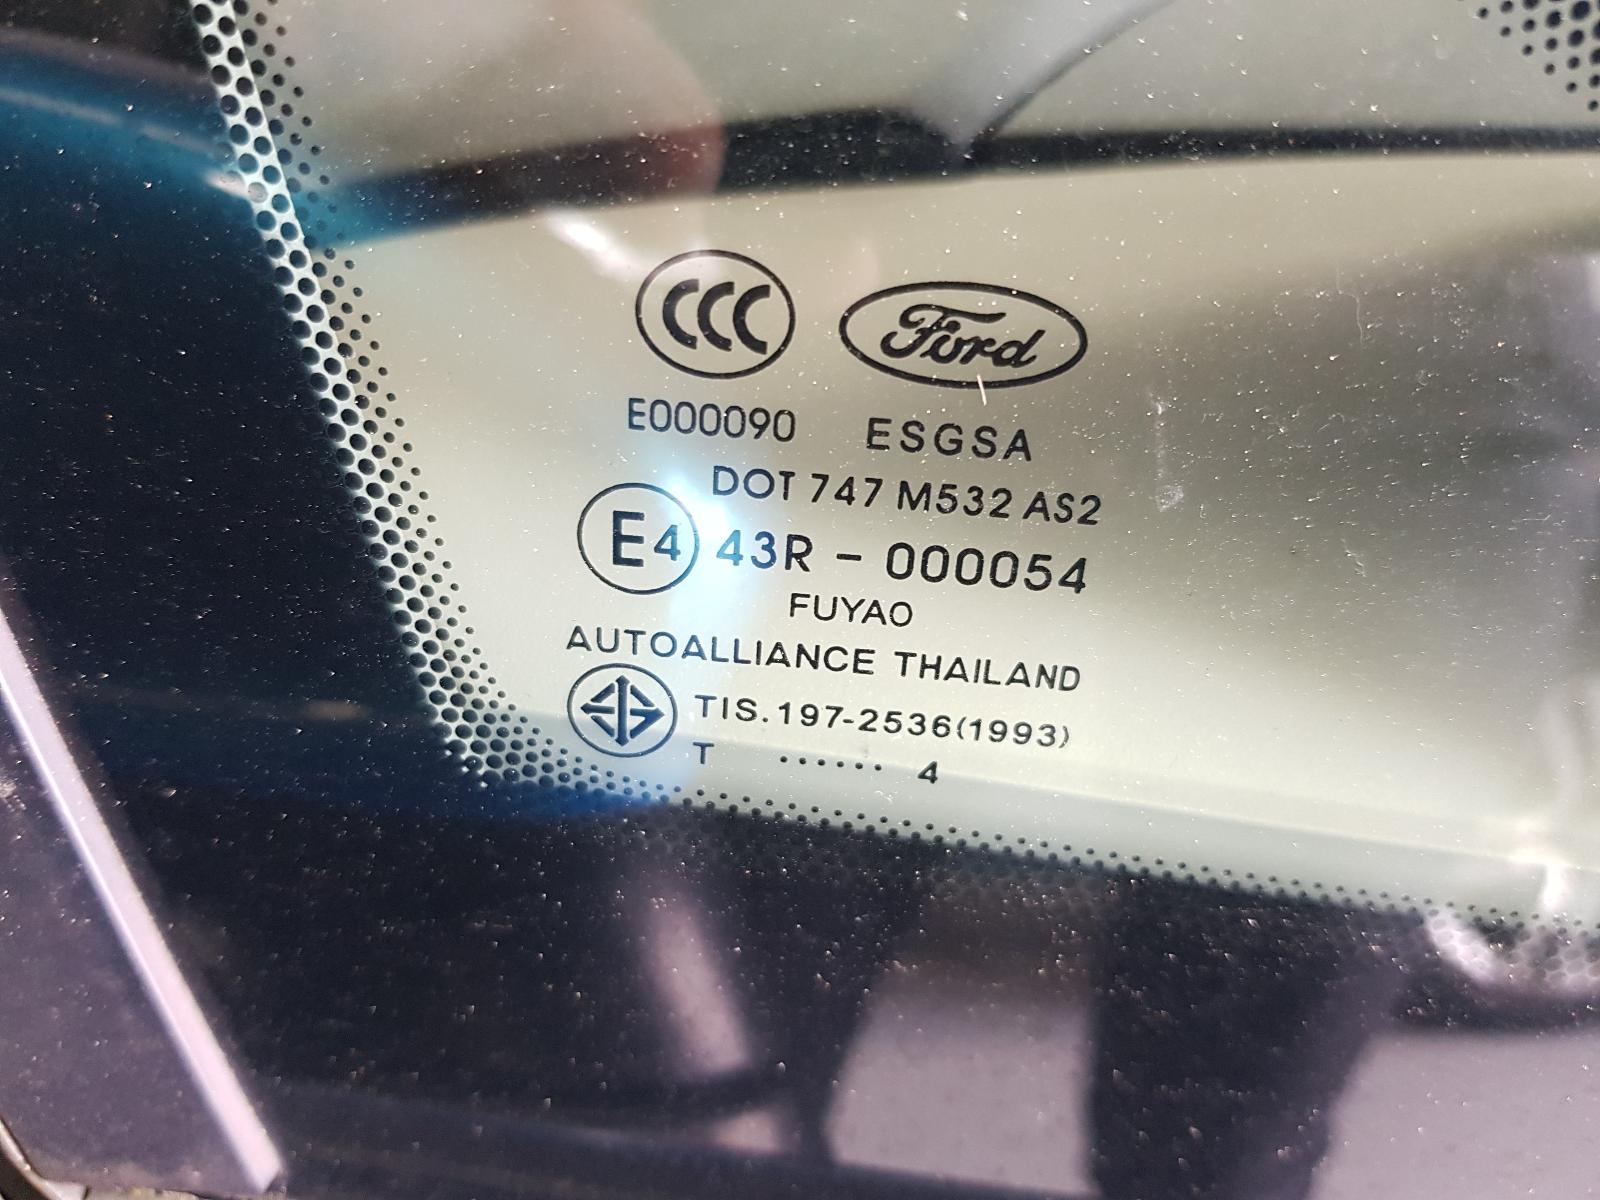 CCC Ford
E000090 ESGSA
DOT 747 M532 AS2
E4 43R - 000054
FUYAO
AUTOALLIANCE THAILAND
TIS.197-2536(1993)
T ...... 4